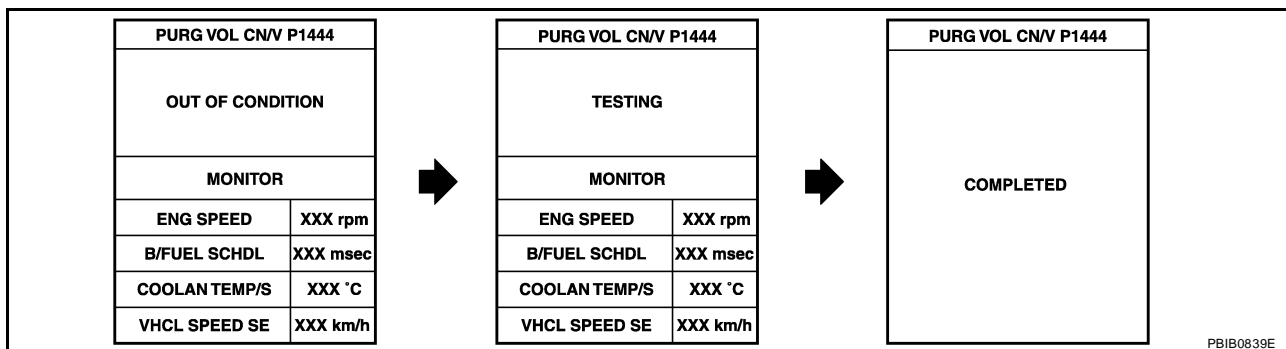 PURG VOL CN/V P1444
OUT OF CONDITION
MONITOR
ENG SPEED XXX rpm
B/FUEL SCHDL XXX msec
COOLAN TEMP/S XXX °C
VHCL SPEED SE XXX km/h
PURG VOL CN/V P1444
TESTING
MONITOR
ENG SPEED XXX rpm
B/FUEL SCHDL XXX msec
COOLAN TEMP/S XXX °C
VHCL SPEED SE XXX km/h
PURG VOL CN/V P1444
COMPLETED
PBIB0839E